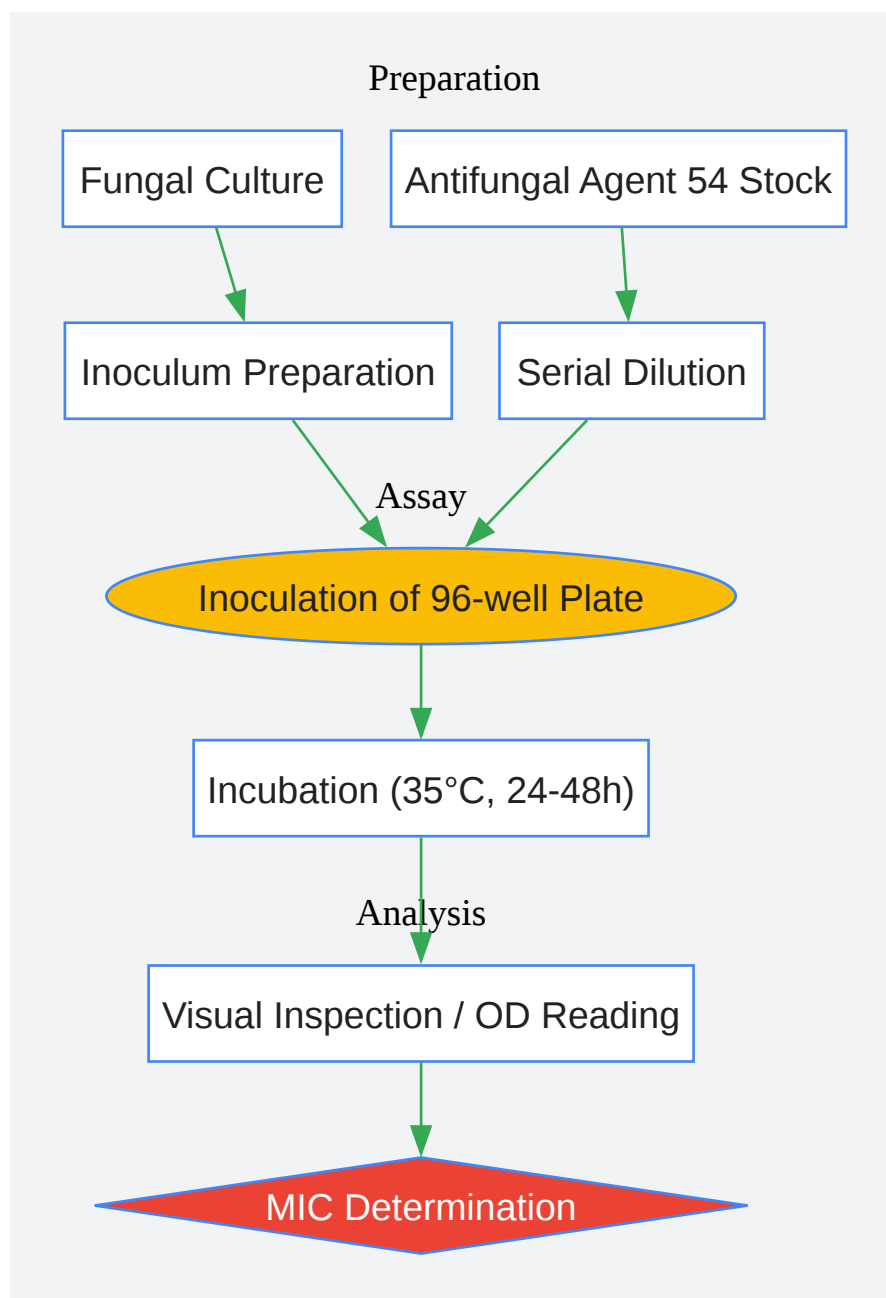 Preparation
Fungal Culture
Antifungal Agent 54 Stock
Inoculum Preparation
Serial Dilution
Assay
Inoculation of 96-well Plate
Incubation (35°C, 24-48h)
Analysis
Visual Inspection / OD Reading
MIC Determination